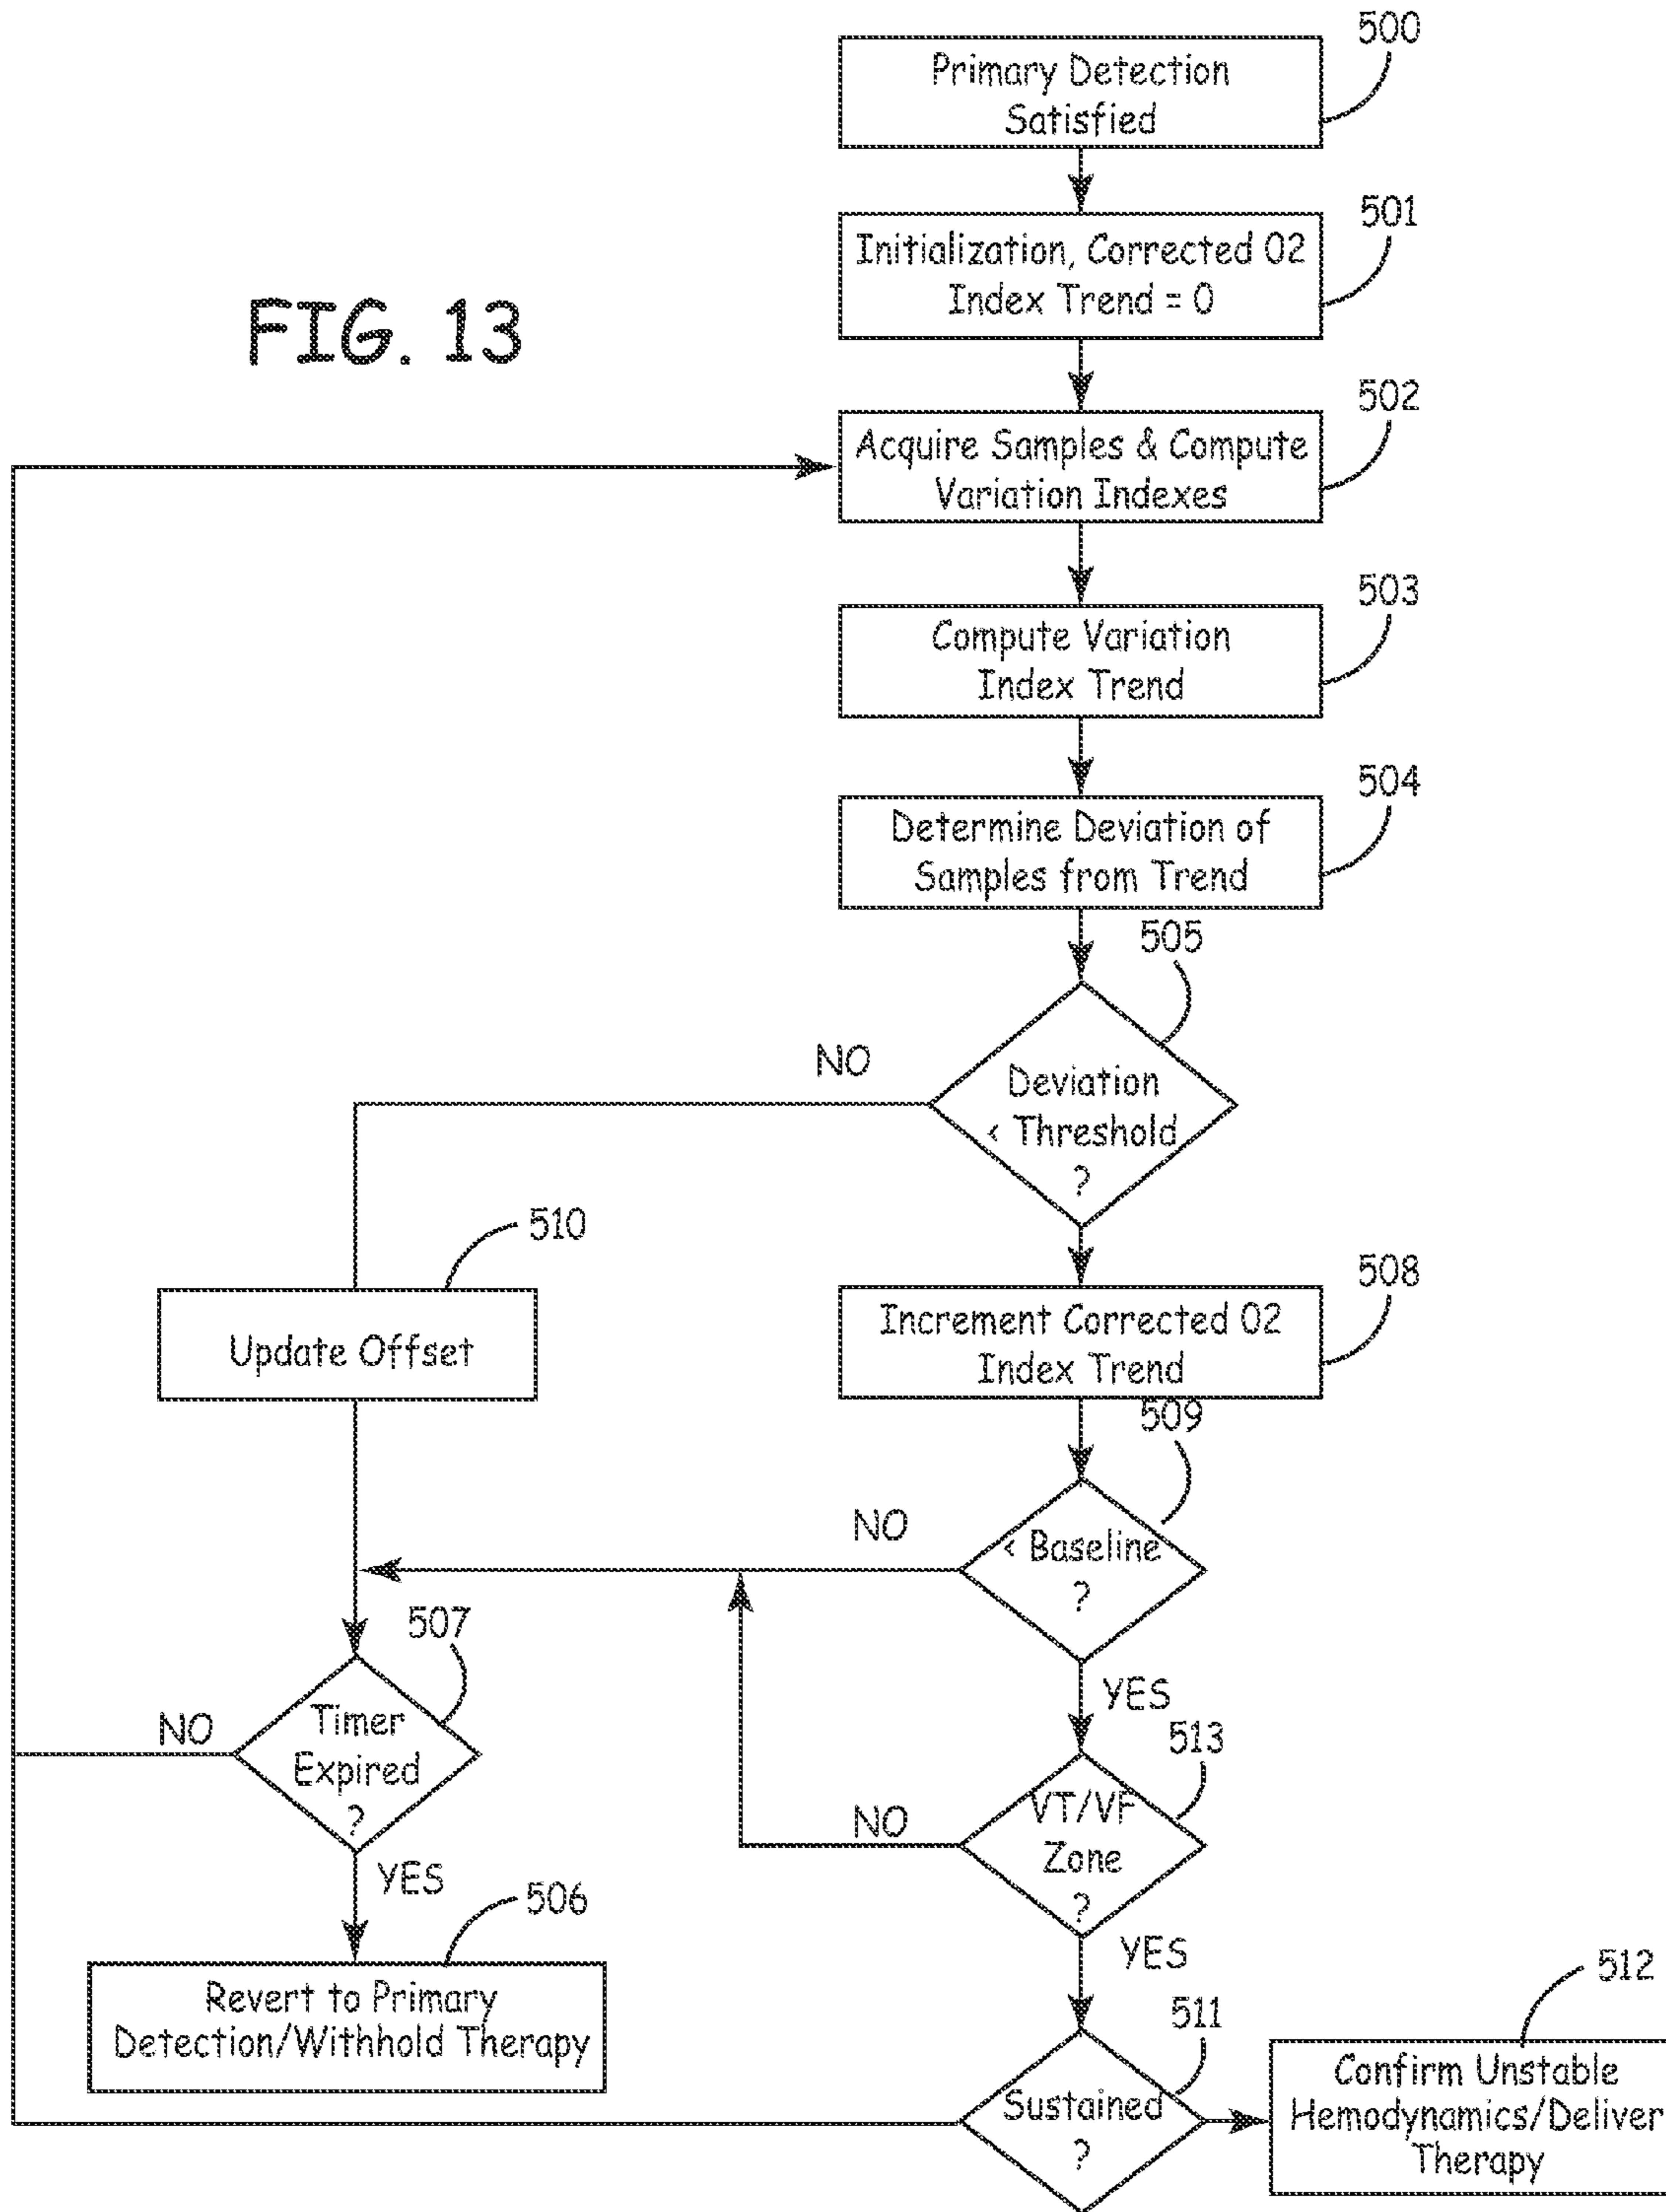 500
Primary Detection
Satisfied
501
Initialization, Corrected O2
Index Trend = 0
FIG. 13
502
Acquire Samples & Compute
Variation Indexes
503
Compute Variation
Index Trend
504
Determine Deviation of
Samples from Trend
505
NO
Deviation
< Threshold
?
510
Update Offset
508
Increment Corrected O2
Index Trend
509
NO
< Baseline
?
YES
507
NO
Timer
Expired
?
YES
513
NO
VT/VF
Zone
?
YES
506
Revert to Primary
Detection/Withhold Therapy
511
Sustained
?
512
Confirm Unstable
Hemodynamics/Deliver
Therapy